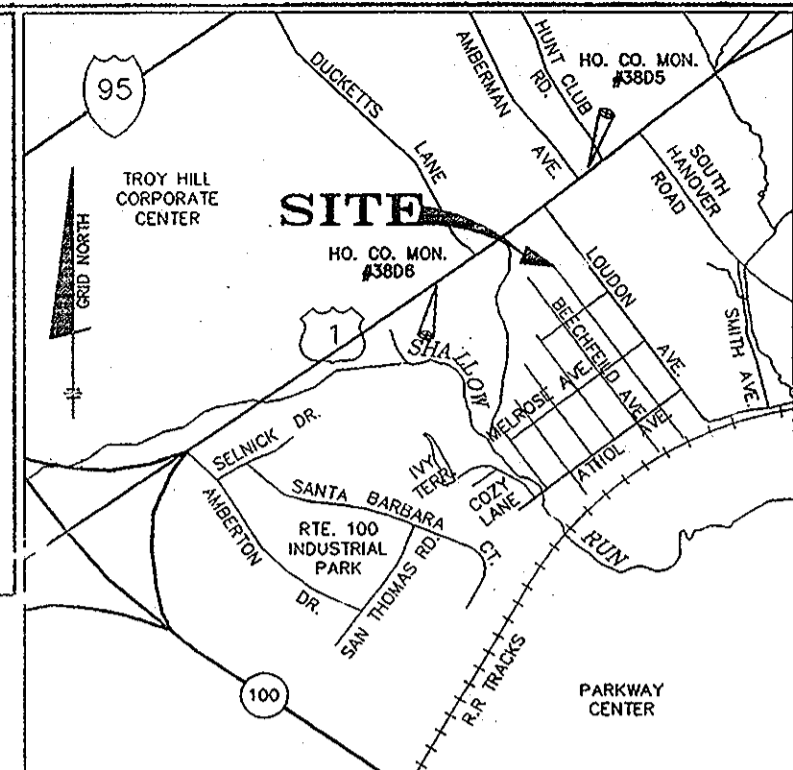 95
DUCKETTS
LANE
AMBERMAN
AVE.
HUNT CLUB
RD.
HO. CO. MON.
#38D5
TROY HILL
CORPORATE
CENTER
GRID NORTH
SITE
HO. CO. MON.
#38D6
SOUTH
HANOVER
ROAD
LOUDON
AVE.
BEECHFEILD AVE.
SMITH AVE.
1
SHALLOW
RUN
MELROSE AVE.
ATHOL AVE.
SELNICK DR.
IVY
TERR.
COZY
LANE
SANTA BARBARA
CT.
AMBERTON
DR.
RTE. 100
INDUSTRIAL
PARK
SAN THOMAS RD.
100
R.R TRACKS
PARKWAY
CENTER